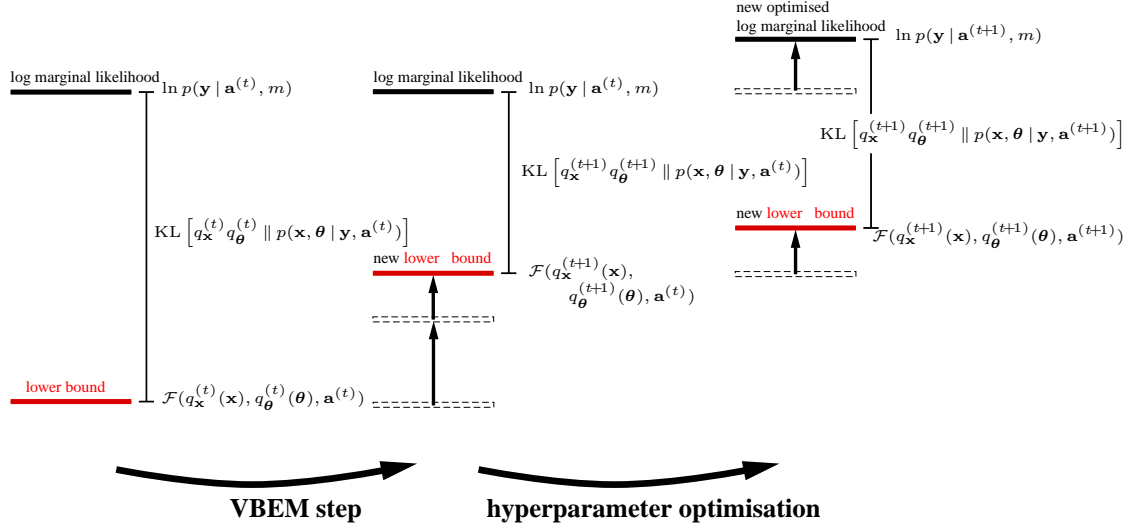 log marginal likelihood
ln p(y | a^(t), m)
KL [q_x^(t) q_θ^(t) ‖ p(x, θ | y, a^(t))]
lower bound
F(q_x^(t)(x), q_θ^(t)(θ), a^(t))
log marginal likelihood
ln p(y | a^(t), m)
KL [q_x^(t+1) q_θ^(t+1) ‖ p(x, θ | y, a^(t))]
new lower bound
F(q_x^(t+1)(x),
q_θ^(t+1)(θ), a^(t))
new optimised
log marginal likelihood
ln p(y | a^(t+1), m)
KL [q_x^(t+1) q_θ^(t+1) ‖ p(x, θ | y, a^(t+1))]
new lower bound
F(q_x^(t+1)(x), q_θ^(t+1)(θ), a^(t+1))
VBEM step
hyperparameter optimisation